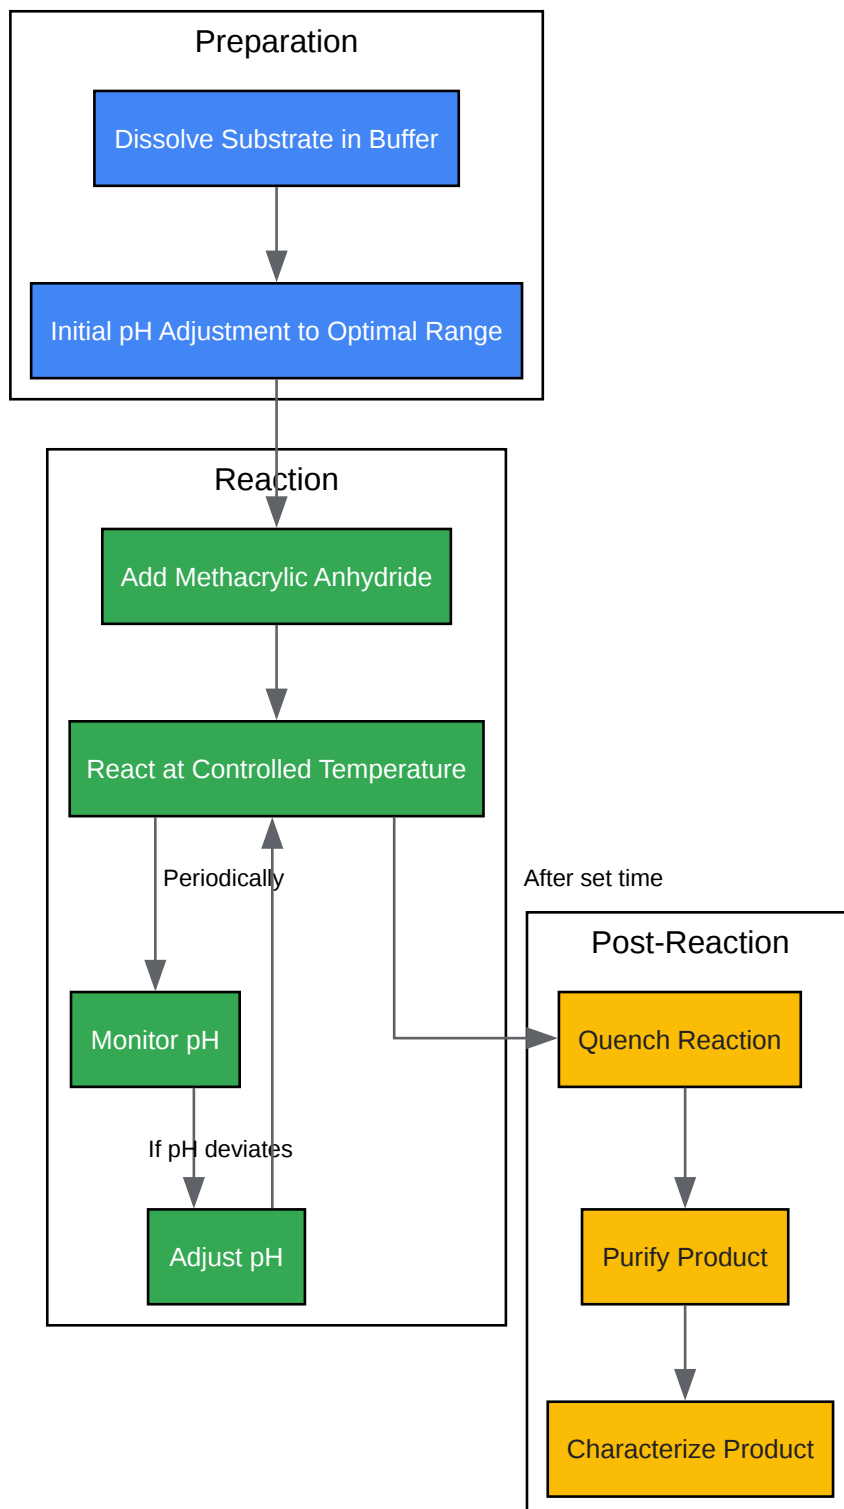 Preparation
Dissolve Substrate in Buffer
Initial pH Adjustment to Optimal Range
Reaction
Add Methacrylic Anhydride
React at Controlled Temperature
Periodically
After set time
Post-Reaction
Monitor pH
Quench Reaction
If pH deviates
Adjust pH
Purify Product
Characterize Product